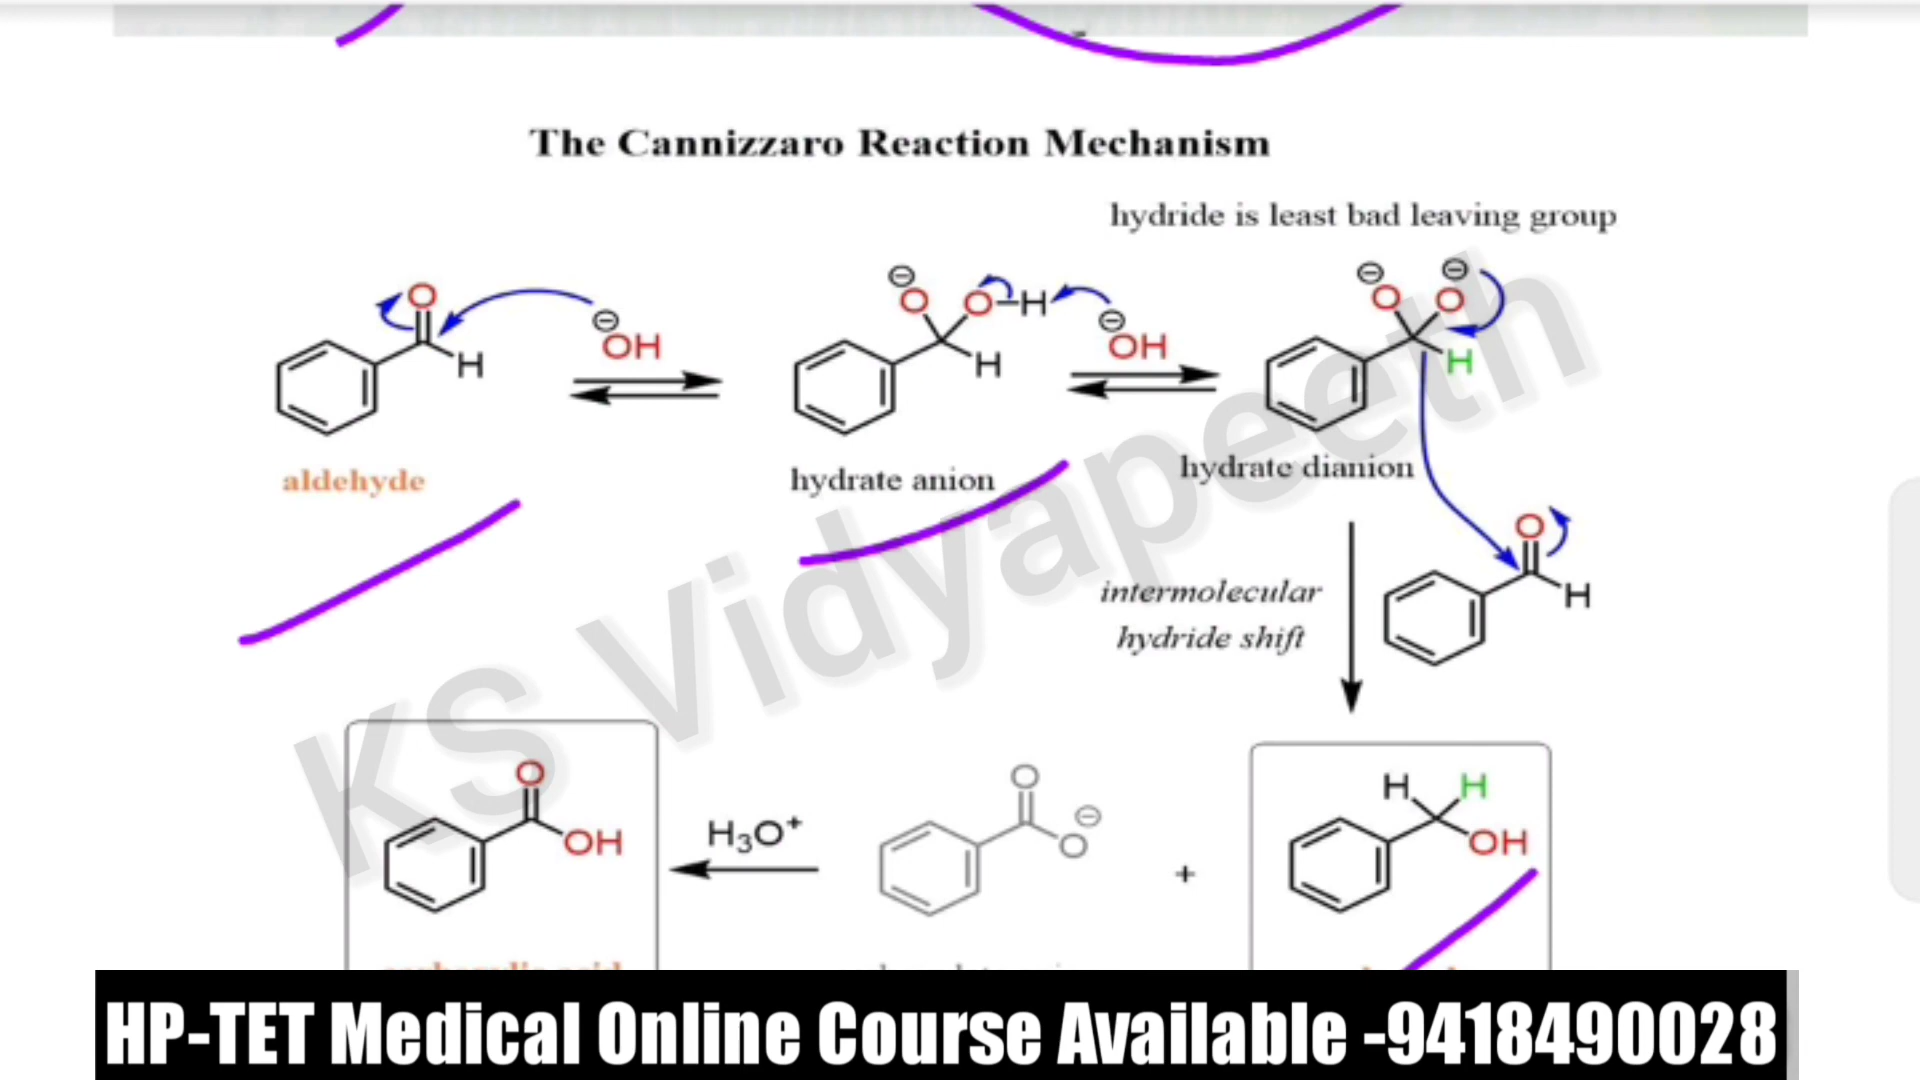 The Cannizzaro Reaction Mechanism
hydride is least bad leaving group
O
H
⊖
OH
⊖
O
O-H
H
⊖
OH
⊖
⊖
O
O
H
aldehyde
hydrate anion
hydrate dianion
O
H
intermolecular
hydride shift
KS Vidyapeeth
O
OH
H3O+
O
⊖
O
+
H
H
OH
HP-TET Medical Online Course Available -9418490028